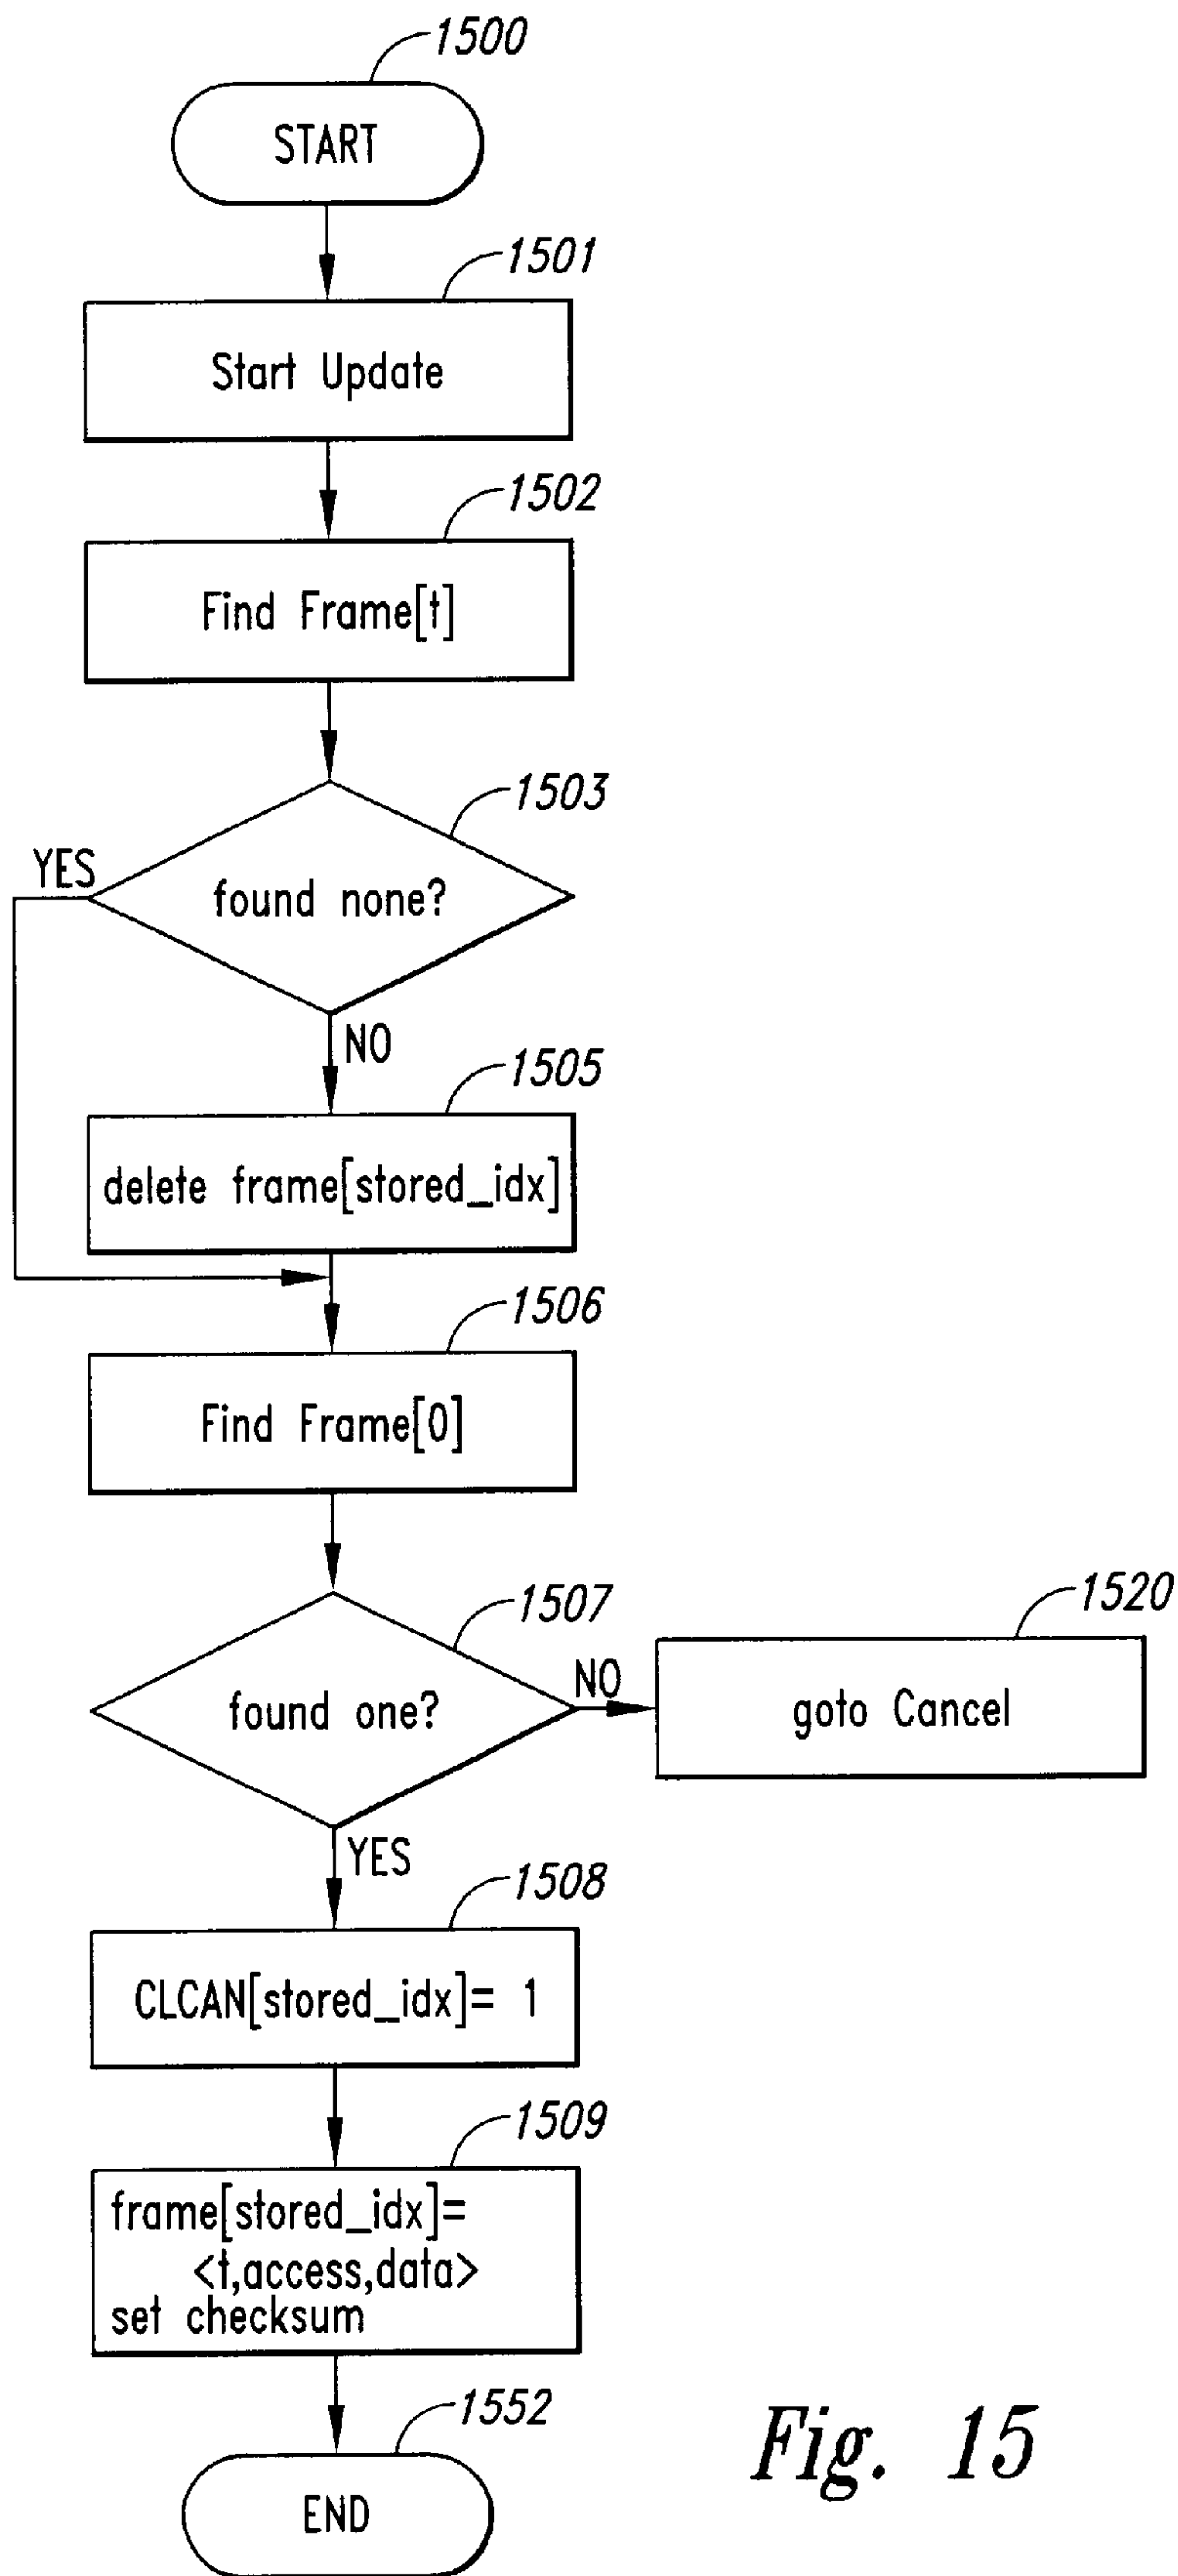 1500
START
1501
Start Update
1502
Find Frame[t]
1503
YES
found none?
NO
1505
delete frame[stored_idx]
1506
Find Frame[0]
1507
1520
found one?
NO
goto Cancel
YES
1508
CLCAN[stored_idx]= 1
1509
frame[stored_idx]=
<t,access,data>
set checksum
1552
END
Fig. 15